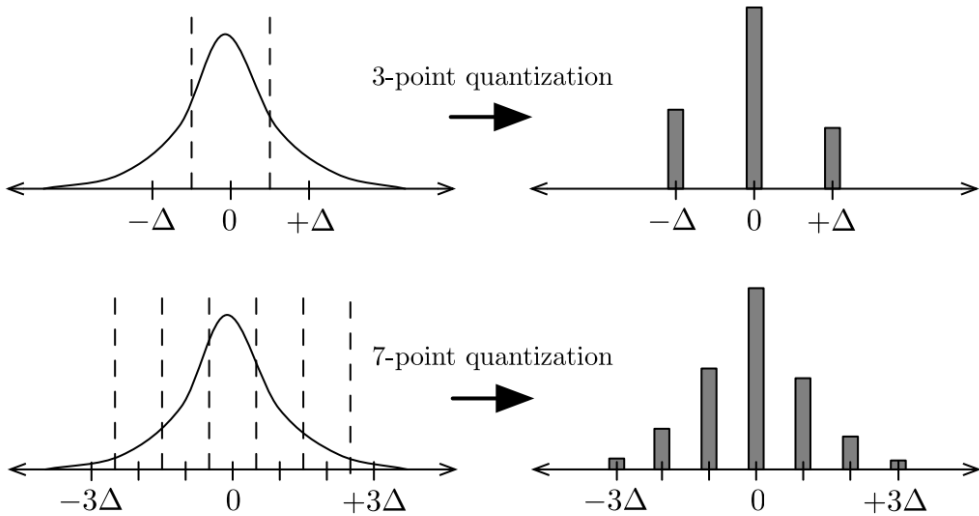 3-point quantization
−Δ 0 +Δ
−Δ 0 +Δ
7-point quantization
−3Δ 0 +3Δ
−3Δ 0 +3Δ